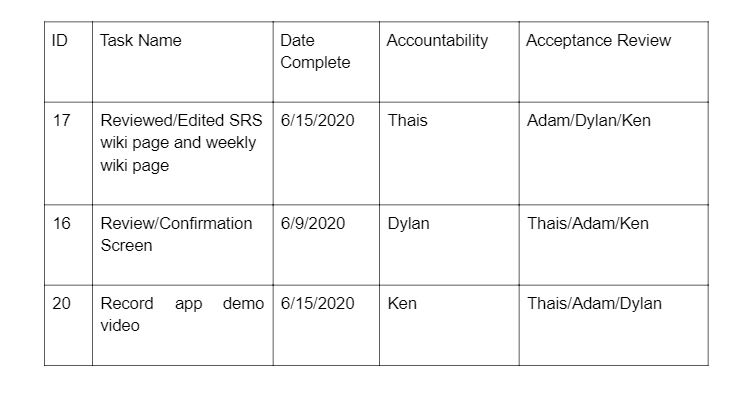 ID Task Name Date Complete Accountability Acceptance Review
17 Reviewed/Edited SRS wiki page and weekly wiki page 6/15/2020 Thais Adam/Dylan/Ken
16 Review/Confirmation Screen 6/9/2020 Dylan Thais/Adam/Ken
20 Record app demo video 6/15/2020 Ken Thais/Adam/Dylan